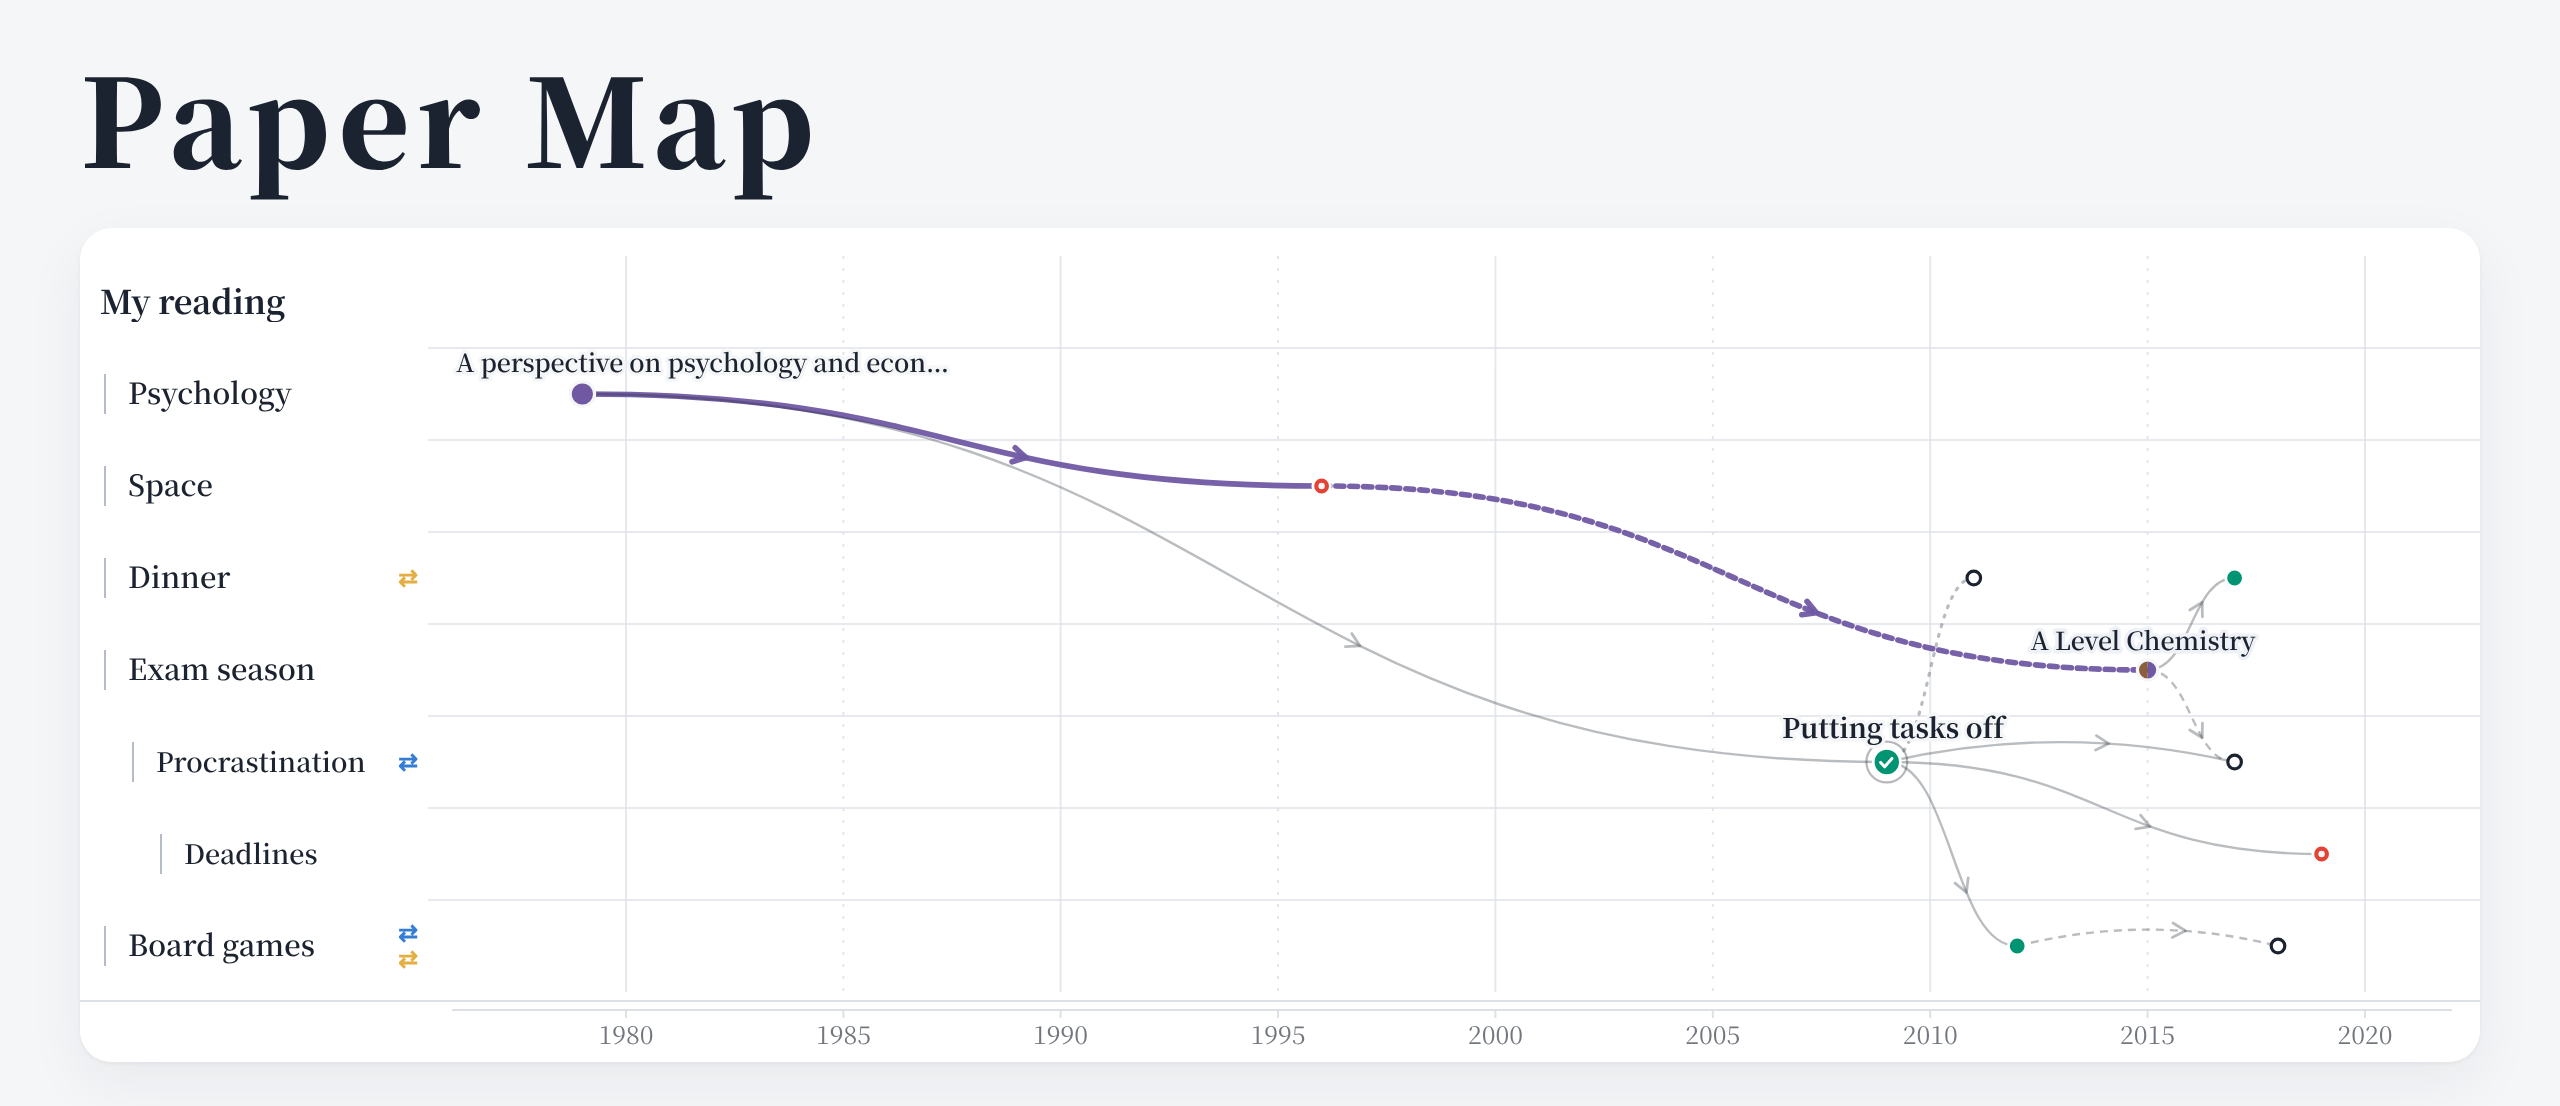 Paper Map
My reading
A perspective on psychology and econ...
Psychology
Space
Dinner
Exam season
A Level Chemistry
Putting tasks off
Procrastination
Deadlines
Board games
1980 1985 1990 1995 2000 2005 2010 2015 2020